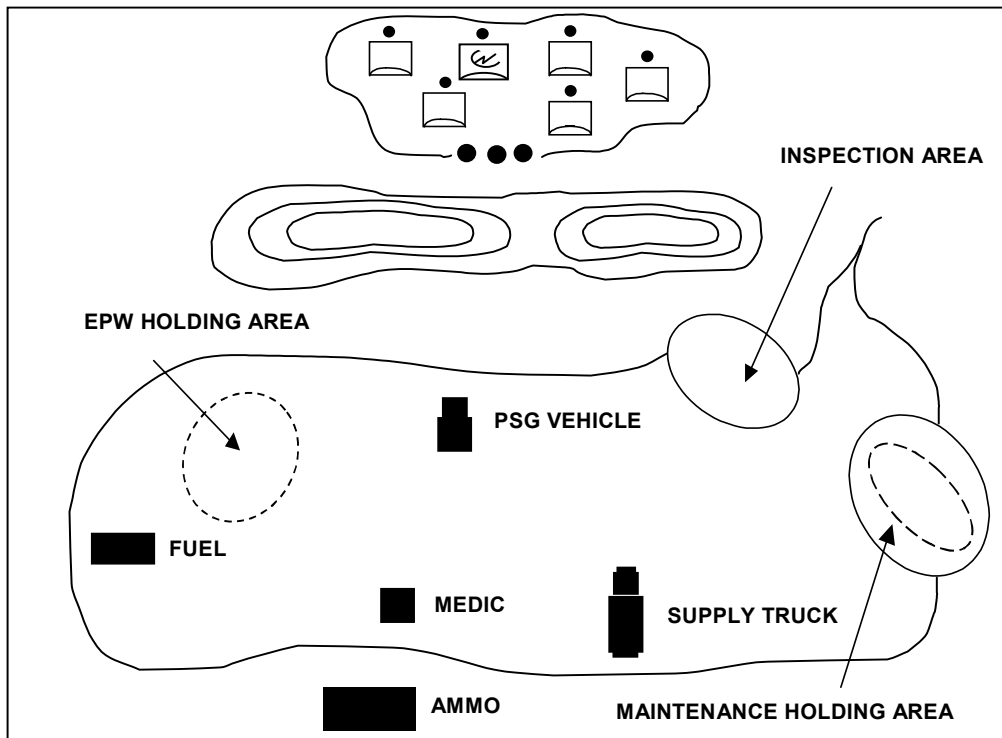 INSPECTION AREA
EPW HOLDING AREA
PSG VEHICLE
FUEL
MEDIC
SUPPLY TRUCK
AMMO
MAINTENANCE HOLDING AREA